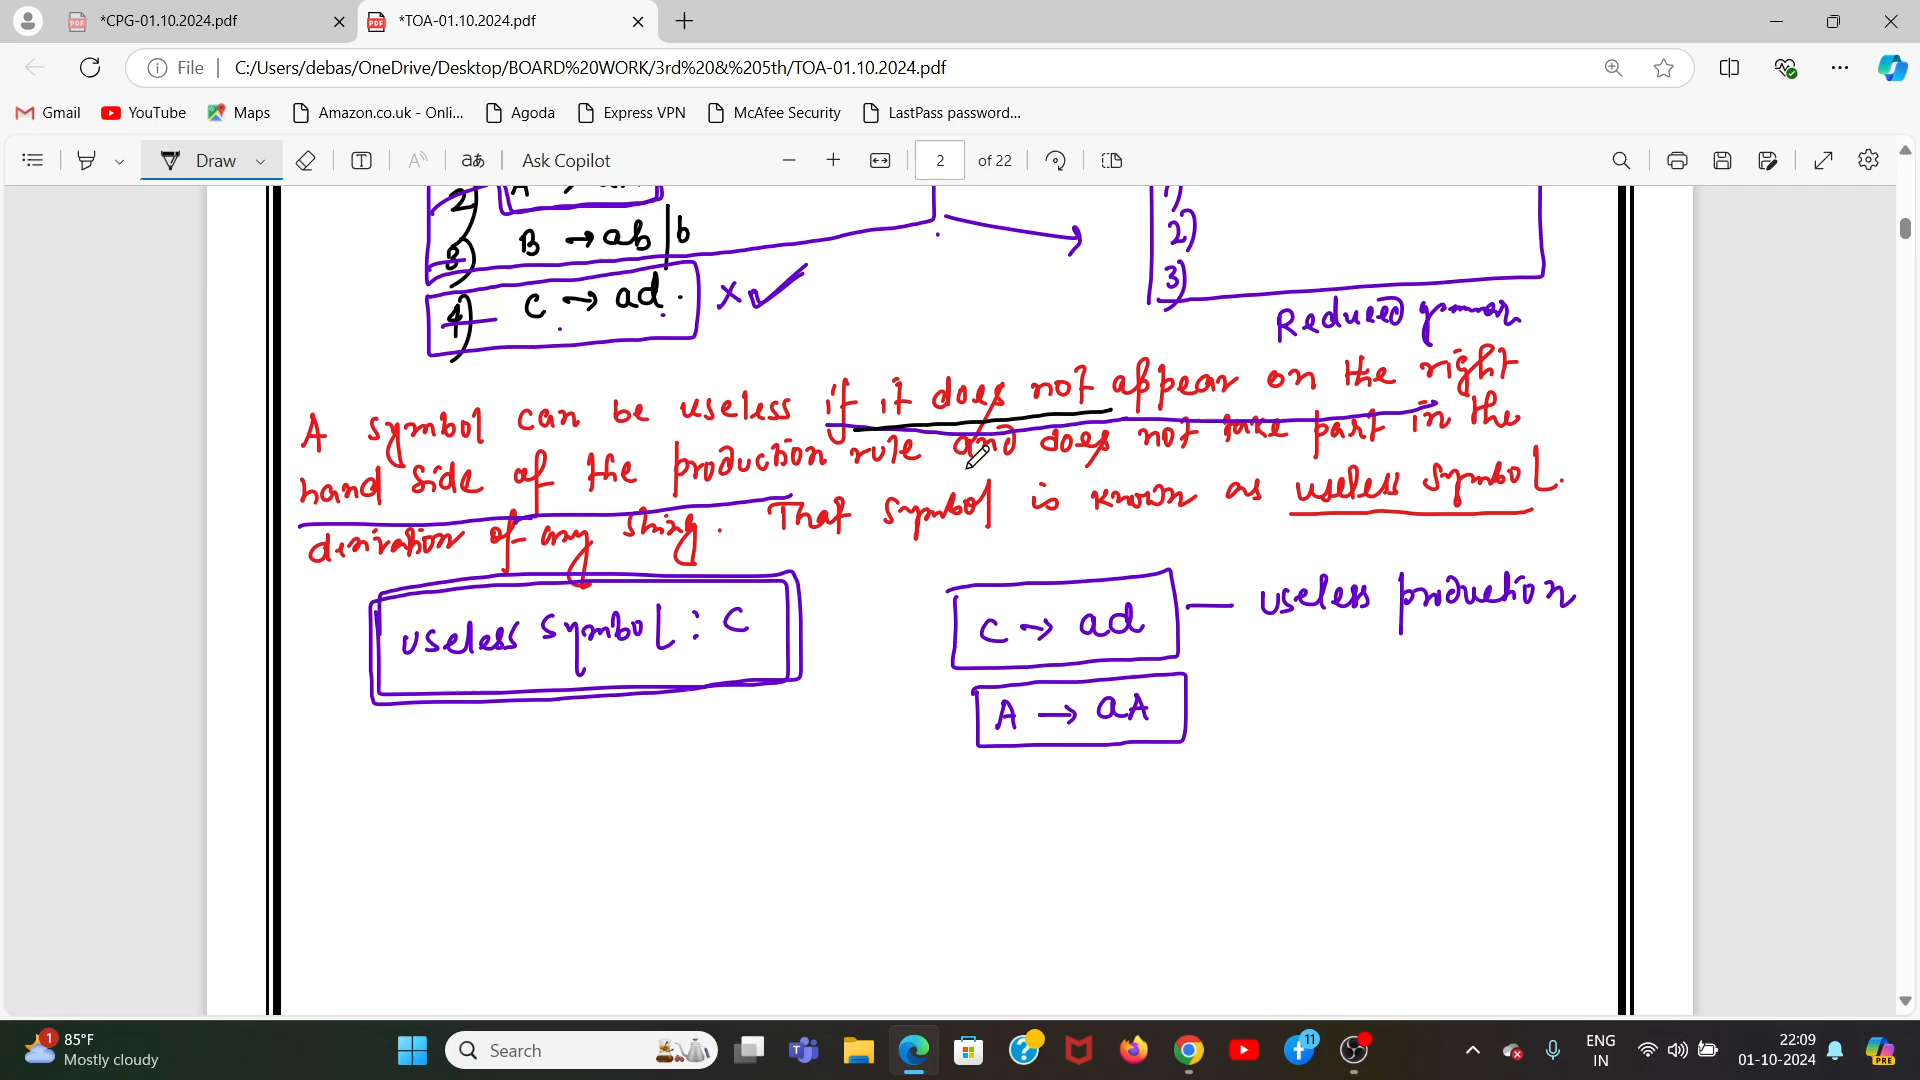 *CPG-01.10.2024.pdf
*TOA-01.10.2024.pdf
File
C:/Users/debas/OneDrive/Desktop/BOARD%20WORK/3rd%20&%205th/TOA-01.10.2024.pdf
Gmail YouTube Maps Amazon.co.uk - Onli... Agoda Express VPN McAfee Security LastPass password...
Draw Ask Copilot 2 of 22
2)
3) B → ab | b
4) C → ad.
1)
2)
3)
Reduced grammar
A symbol can be useless if it does not appear on the right
hand side of the production rule and does not take part in the
derivation of any string. That symbol is known as useless symbol.
useless symbol : C
C → ad — useless production
A → aA
1 85°F
Mostly cloudy
Search
11
ENG
IN
22:09
01-10-2024
PRE